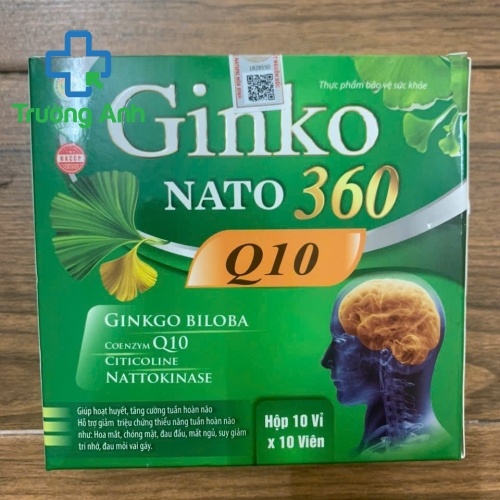 Trường Anh
Thực phẩm bảo vệ sức khỏe
Ginko
NATO 360
Q10
HACCP
GINKGO BILOBA
COENZYM Q10
CITICOLINE
NATTOKINASE
Giúp hoạt huyết, tăng cường tuần hoàn não
Hỗ trợ giảm triệu chứng thiểu năng tuần hoàn não
như: Hoa mắt, chóng mặt, đau đầu, mất ngủ, suy giảm
trí nhớ, đau mỏi vai gáy.
Hộp 10 Vỉ
x 10 Viên